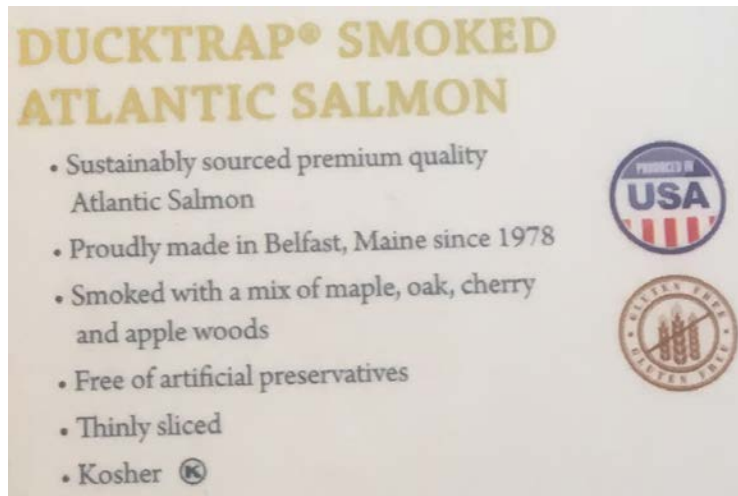 DUCKTRAP® SMOKED
ATLANTIC SALMON
• Sustainably sourced premium quality
Atlantic Salmon
• Proudly made in Belfast, Maine since 1978
• Smoked with a mix of maple, oak, cherry
and apple woods
• Free of artificial preservatives
• Thinly sliced
• Kosher K
PRODUCED IN
USA
GLUTEN FREE
GLUTEN FREE